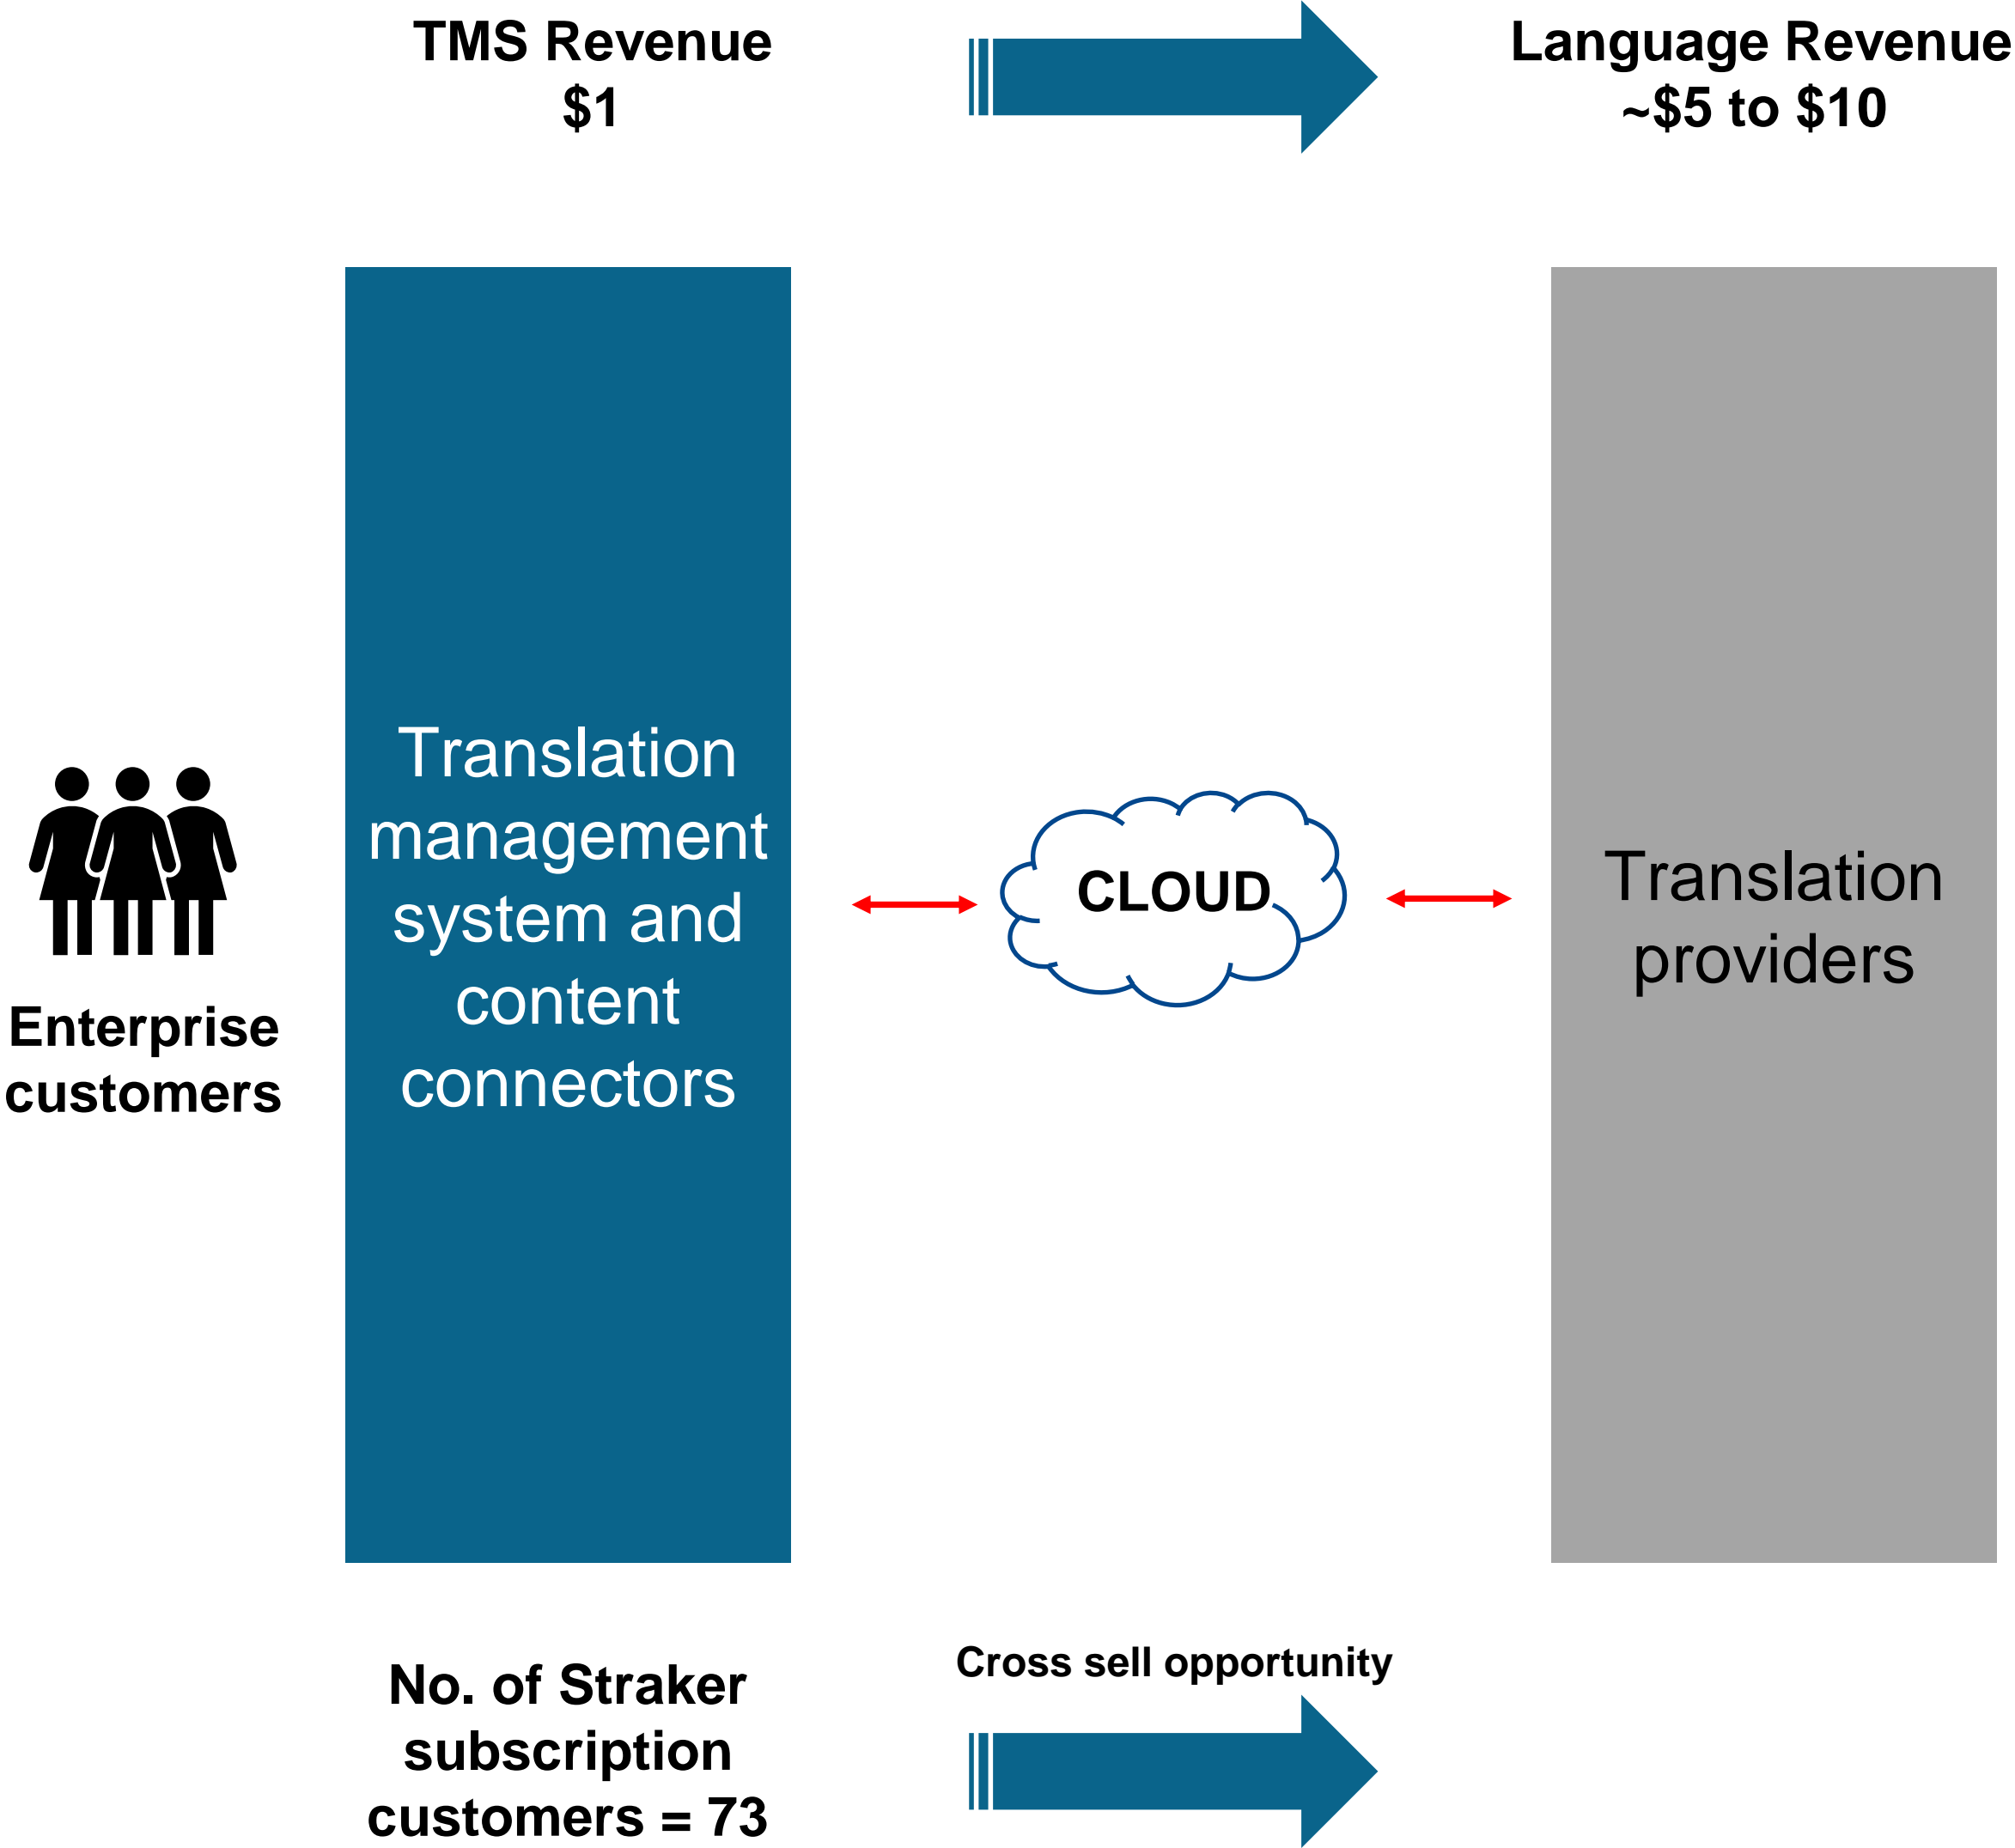 TMS Revenue
$1
Language Revenue
~$5 to $10
Enterprise
customers
Translation
management
system and
content
connectors
CLOUD
Translation
providers
No. of Straker
subscription
customers = 73
Cross sell opportunity